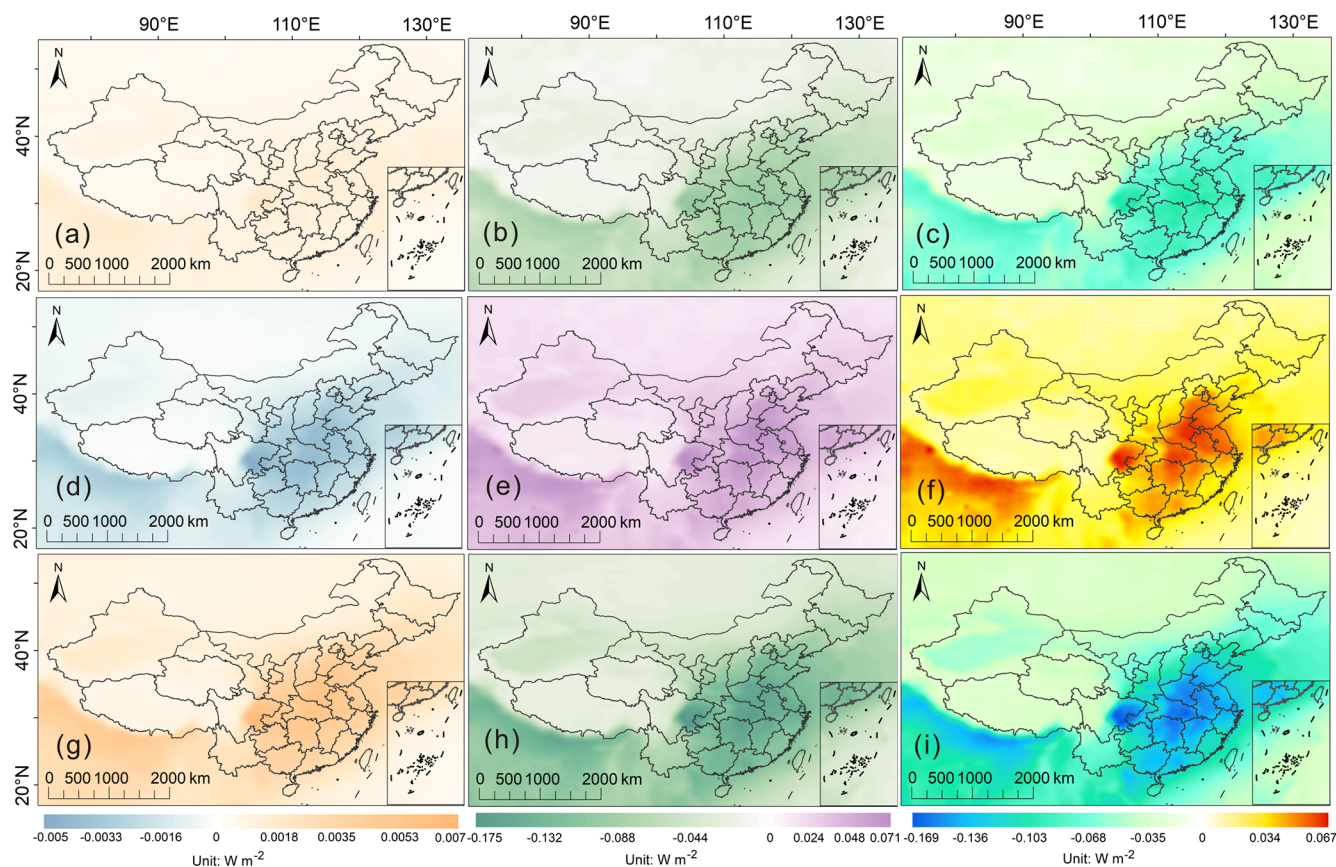 90°E 110°E 130°E 90°E 110°E 130°E
40°N
20°N
N
(a)
0 500 1000 2000 km
N
(b)
0 500 1000 2000 km
N
(c)
0 500 1000 2000 km
40°N
20°N
N
(d)
0 500 1000 2000 km
N
(e)
0 500 1000 2000 km
N
(f)
0 500 1000 2000 km
40°N
20°N
N
(g)
0 500 1000 2000 km
N
(h)
0 500 1000 2000 km
N
(i)
0 500 1000 2000 km
-0.005 -0.0033 -0.0016 0 0.0018 0.0035 0.0053 0.007
Unit: W m-2
-0.175 -0.132 -0.088 -0.044 0 0.024 0.048 0.071
Unit: W m-2
-0.169 -0.136 -0.103 -0.068 -0.035 0 0.034 0.067
Unit: W m-2